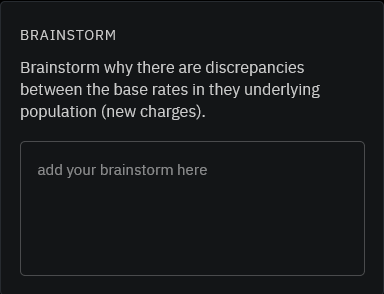 BRAINSTORM
Brainstorm why there are discrepancies
between the base rates in they underlying
population (new charges).
add your brainstorm here